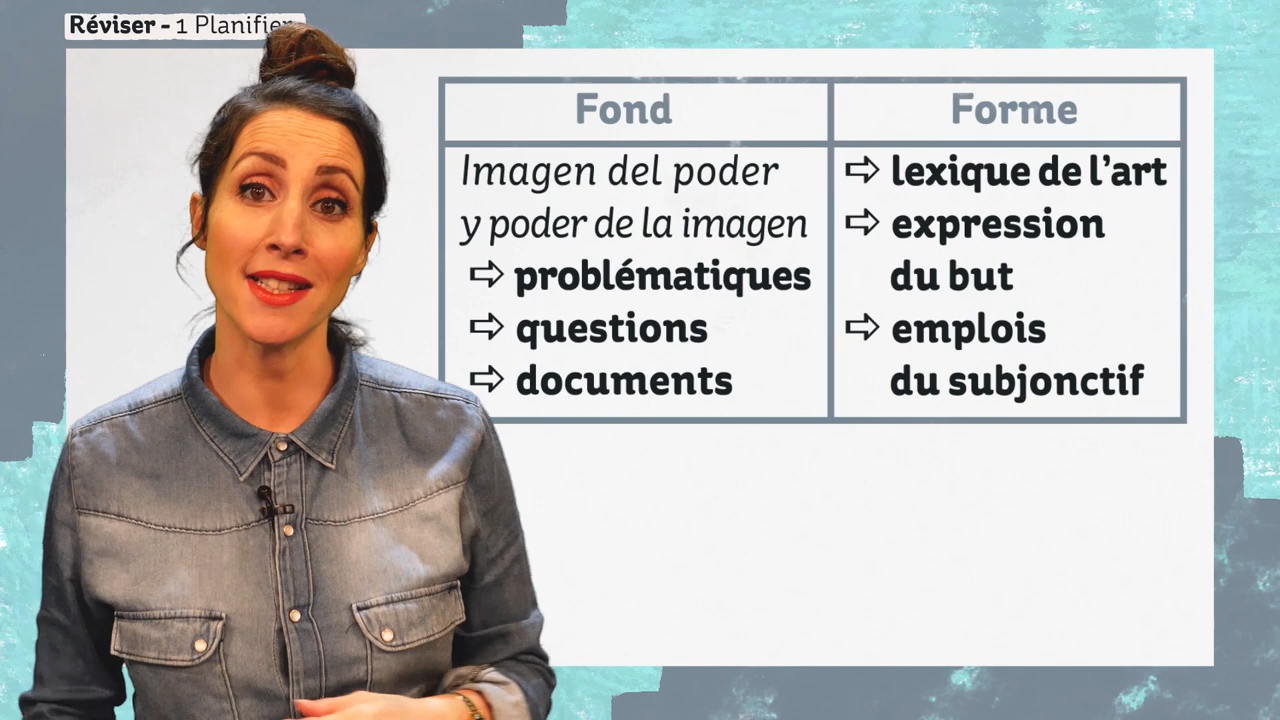 Réviser - 1 Planifier
Fond
Forme
Imagen del poder
y poder de la imagen
⇨ problématiques
⇨ questions
⇨ documents
⇨ lexique de l’art
⇨ expression
du but
⇨ emplois
du subjonctif